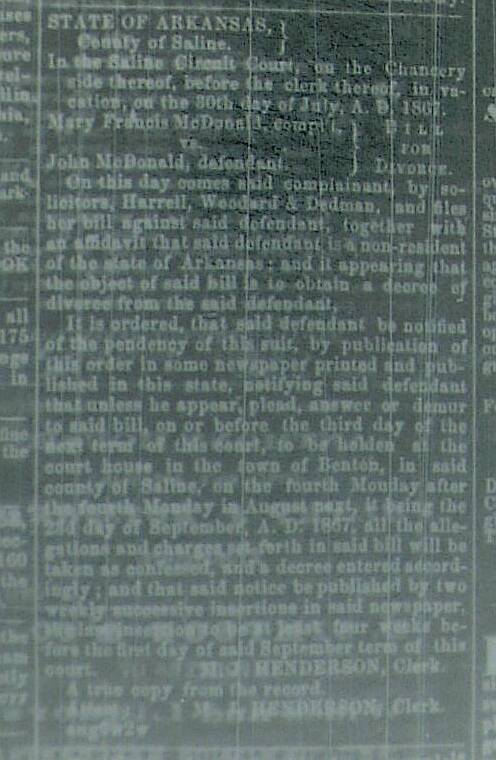 STATE OF ARKANSAS, }
County of Saline. }
In the Saline Circuit Court, on the Chancery
side thereof, before the clerk thereof, in va-
cation, on the 30th day of July, A. D. 1867.
Mary Francis McDonald, compl't, } BILL
vs. } FOR
John McDonald, defendant. } DIVORCE.
On this day comes said complainant, by so-
licitors, Harrell, Woodard & Dedman, and files
her bill against said defendant, together with
an affidavit that said defendant is a non-resident
of the state of Arkansas; and it appearing that
the object of said bill is to obtain a decree of
divorce from the said defendant.
It is ordered, that said defendant be notified
of the pendency of this suit, by publication of
this order in some newspaper printed and pub-
lished in this state, notifying said defendant
that unless he appear, plead, answer or demur
to said bill, on or before the third day of the
next term of this court, to be holden at the
court house in the town of Benton, in said
county of Saline, on the fourth Monday after
the fourth Monday in August next, it being the
day of September, A. D. 1867, all the alle-
gations and charges set forth in said bill will be
taken as confessed, and a decree entered accord-
ingly; and that said notice be published by two
weekly successive insertions in said newspaper,
insertion to be at least four weeks be-
fore the first day of said September term of this
court. M. J. HENDERSON, Clerk.
A true copy from the record.
M. J. HENDERSON, Clerk.